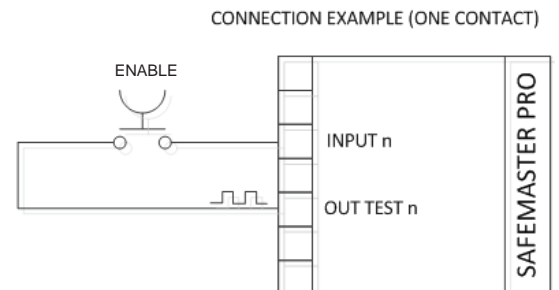 CONNECTION EXAMPLE (ONE CONTACT)
ENABLE
INPUT n
OUT TEST n
SAFEMASTER PRO